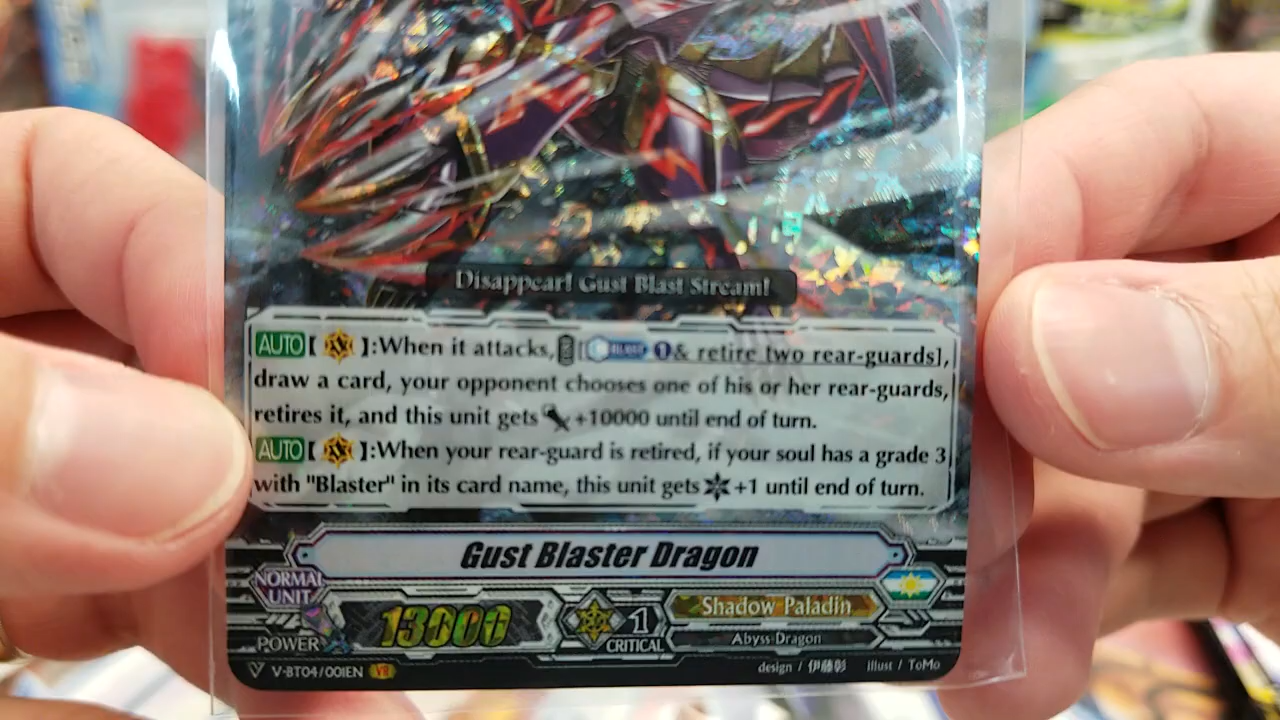 Disappear! Gust Blast Stream!
AUTO【 】:When it attacks, [ BLAST 1 & retire two rear-guards],
draw a card, your opponent chooses one of his or her rear-guards,
retires it, and this unit gets +10000 until end of turn.
AUTO【 】:When your rear-guard is retired, if your soul has a grade 3
with "Blaster" in its card name, this unit gets +1 until end of turn.
Gust Blaster Dragon
NORMAL
UNIT
POWER 13000
1
CRITICAL
Shadow Paladin
Abyss Dragon
V-BT04/001EN VR
design / 伊藤彰 illust / ToMo